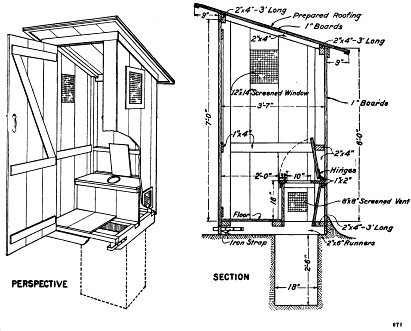 2"x4"-3' Long
Prepared Roofing
1" Boards
9"
2"x4"
2"x4"-3' Long
9"
12"x14" Screened Window
3'-7"
1" Boards
7'-0"
6'-0"
1"x4"
2"x4"
2'-0"
10"
Hinges
1"x2"
18"
8"x8" Screened Vent
Floor
2"x4"-3' Long
Iron Strap
2"x6" Runners
2'-6"
18"
PERSPECTIVE
SECTION
671